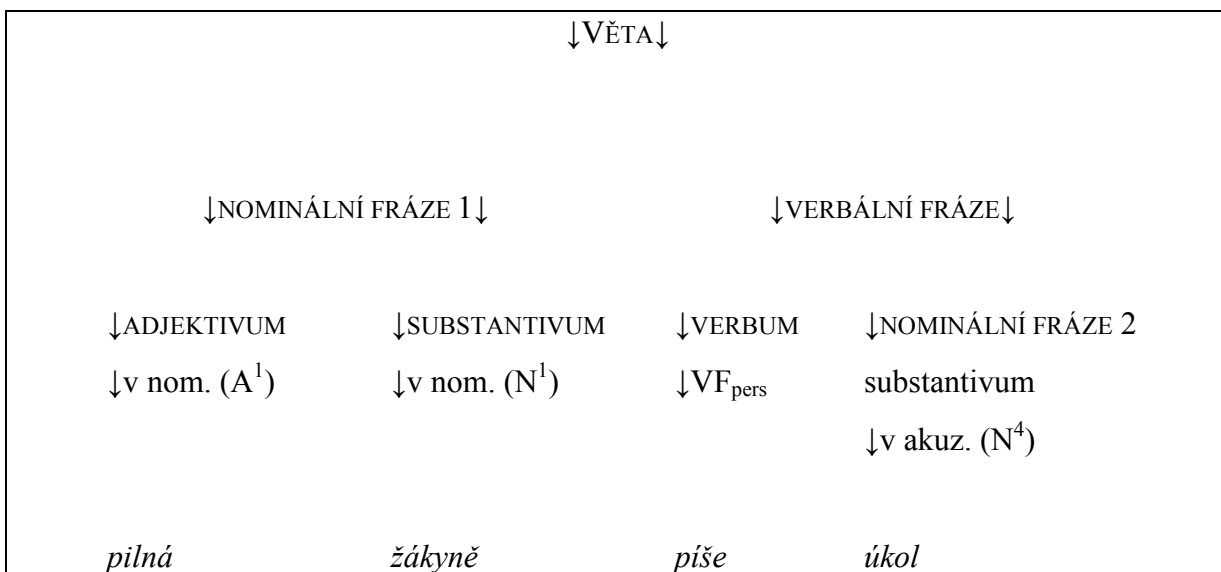 ↓VĚTA↓
↓NOMINÁLNÍ FRÁZE 1↓ ↓VERBÁLNÍ FRÁZE↓
↓ADJEKTIVUM ↓SUBSTANTIVUM ↓VERBUM ↓NOMINÁLNÍ FRÁZE 2
↓v nom. (A¹) ↓v nom. (N¹) ↓VFpers substantivum
↓v akuz. (N⁴)
pilná žákyně píše úkol